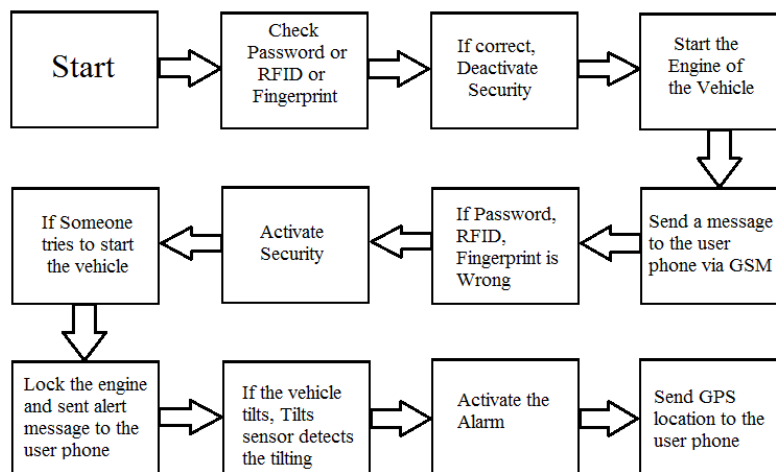 Start
Check
Password or
RFID or
Fingerprint
If correct,
Deactivate
Security
Start the
Engine of
the Vehicle
Send a message
to the user
phone via GSM
If Password,
RFID,
Fingerprint is
Wrong
Activate
Security
If Someone
tries to start
the vehicle
Lock the engine
and sent alert
message to the
user phone
If the vehicle
tilts, Tilts
sensor detects
the tilting
Activate the
Alarm
Send GPS
location to the
user phone